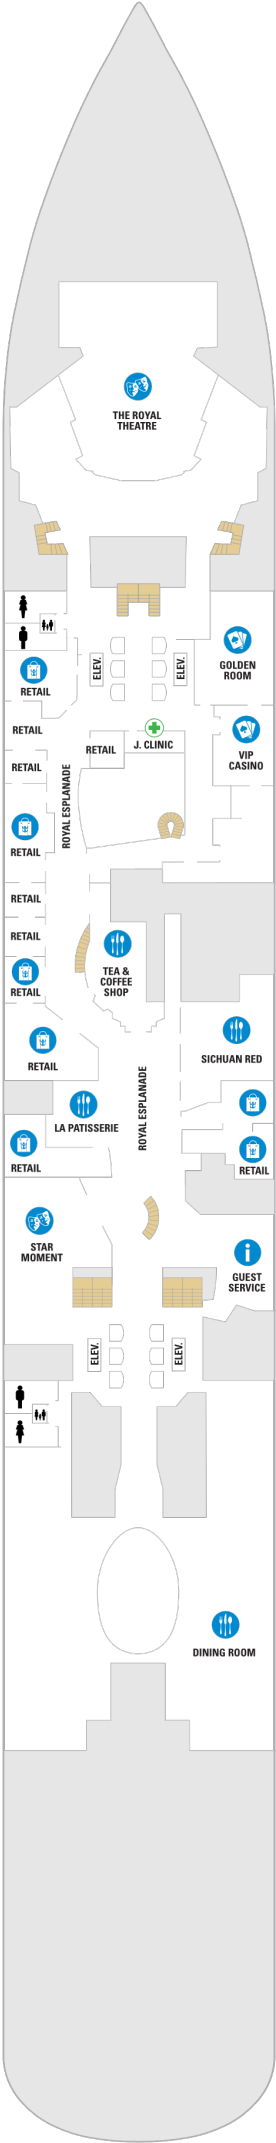 THE ROYAL
THEATRE
ELEV.
ELEV.
GOLDEN
ROOM
RETAIL
RETAIL
RETAIL
J. CLINIC
VIP
CASINO
RETAIL
ROYAL ESPLANADE
RETAIL
RETAIL
RETAIL
TEA &
COFFEE
SHOP
RETAIL
SICHUAN RED
RETAIL
ROYAL ESPLANADE
LA PATISSERIE
RETAIL
RETAIL
STAR
MOMENT
GUEST
SERVICE
ELEV.
ELEV.
DINING ROOM